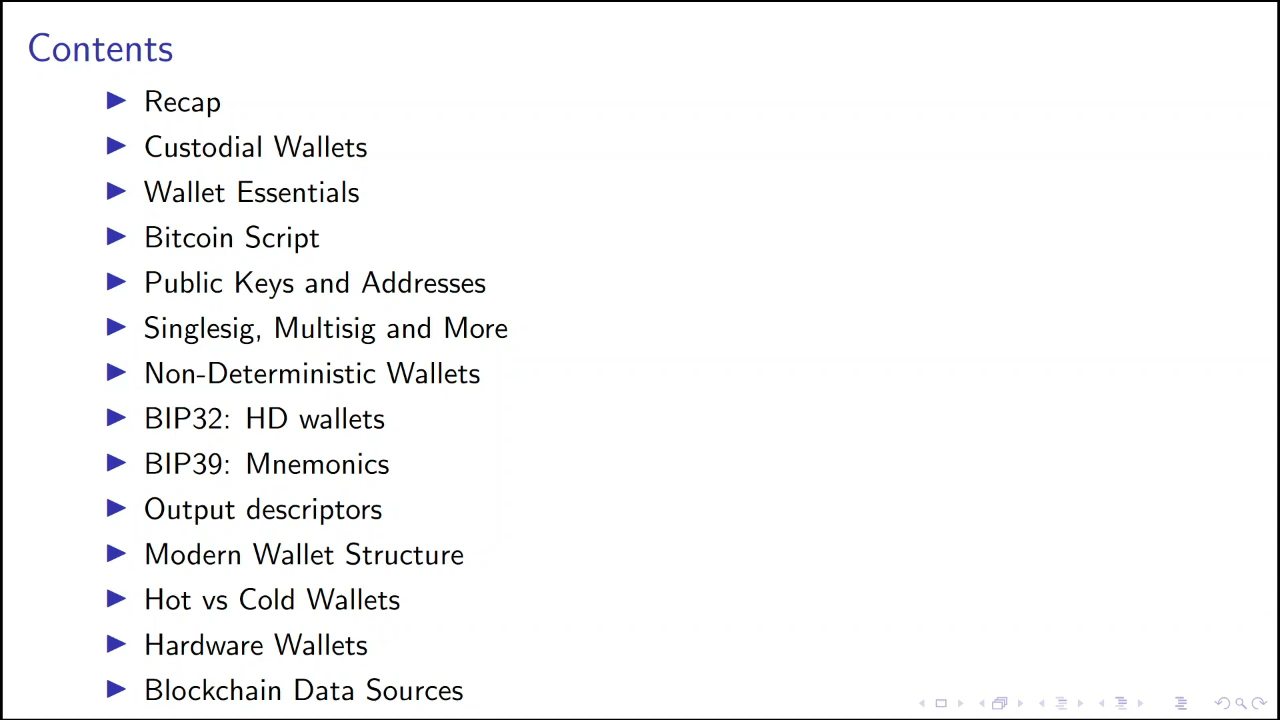 Contents
Recap
Custodial Wallets
Wallet Essentials
Bitcoin Script
Public Keys and Addresses
Singlesig, Multisig and More
Non-Deterministic Wallets
BIP32: HD wallets
BIP39: Mnemonics
Output descriptors
Modern Wallet Structure
Hot vs Cold Wallets
Hardware Wallets
Blockchain Data Sources